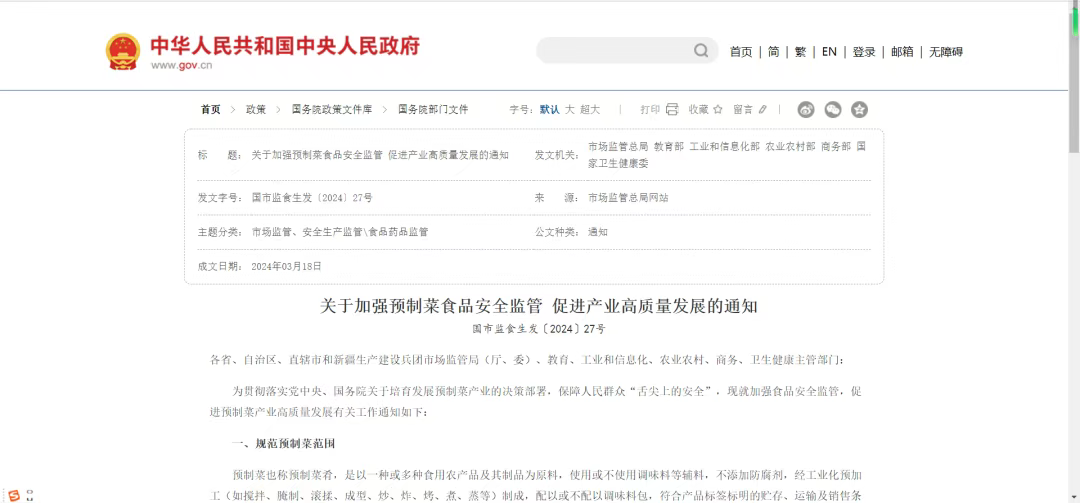 中华人民共和国中央人民政府
www.gov.cn
首页 | 简 | 繁 | EN | 登录 | 邮箱 | 无障碍
首页 > 政策 > 国务院政策文件库 > 国务院部门文件
字号：默认 大 超大 | 打印 收藏 留言 |
标 题： 关于加强预制菜食品安全监管 促进产业高质量发展的通知
发文机关： 市场监管总局 教育部 工业和信息化部 农业农村部 商务部 国
家卫生健康委
发文字号： 国市监食生发〔2024〕27号
来 源： 市场监管总局网站
主题分类： 市场监管、安全生产监管\食品药品监管
公文种类： 通知
成文日期： 2024年03月18日
关于加强预制菜食品安全监管 促进产业高质量发展的通知
国市监食生发〔2024〕27号
各省、自治区、直辖市和新疆生产建设兵团市场监管局（厅、委）、教育、工业和信息化、农业农村、商务、卫生健康主管部门：
为贯彻落实党中央、国务院关于培育发展预制菜产业的决策部署，保障人民群众“舌尖上的安全”，现就加强食品安全监管，促
进预制菜产业高质量发展有关工作通知如下：
一、规范预制菜范围
预制菜也称预制菜肴，是以一种或多种食用农产品及其制品为原料，使用或不使用调味料等辅料，不添加防腐剂，经工业化预加
工（如搅拌、腌制、滚揉、成型、炒、炸、烤、煮、蒸等）制成，配以或不配以调味料包，符合产品标签标明的贮存、运输及销售条